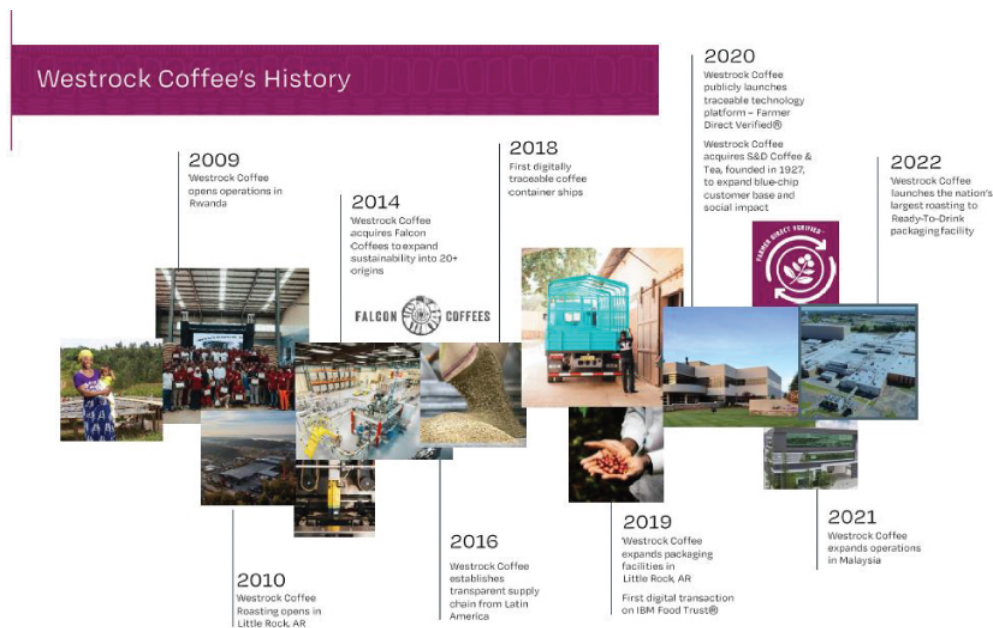 Westrock Coffee's History
2009
Westrock Coffee
opens operations in
Rwanda
2014
Westrock Coffee
acquires Falcon
Coffees to expand
sustainability into 20+
origins
FALCON COFFEES
2018
First digitally
traceable coffee
container ships
2020
Westrock Coffee
publicly launches
traceable technology
platform – Farmer
Direct Verified®
Westrock Coffee
acquires S&D Coffee &
Tea, founded in 1927,
to expand blue-chip
customer base and
social impact
FARMER DIRECT VERIFIED™
2022
Westrock Coffee
launches the nation's
largest roasting to
Ready-To-Drink
packaging facility
2010
Westrock Coffee
Roasting opens in
Little Rock, AR
2016
Westrock Coffee
establishes
transparent supply
chain from Latin
America
2019
Westrock Coffee
expands packaging
facilities in
Little Rock, AR
First digital transaction
on IBM Food Trust®
2021
Westrock Coffee
expands operations
in Malaysia